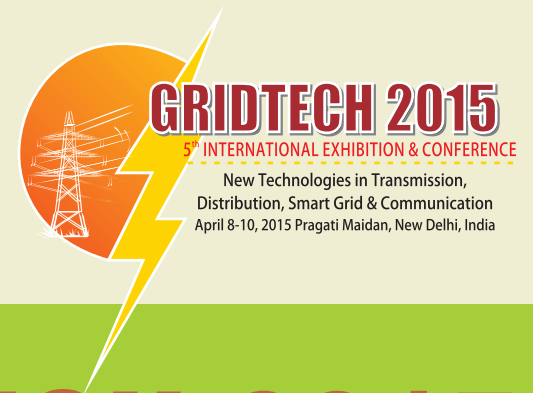 GRIDTECH 2015
5th INTERNATIONAL EXHIBITION & CONFERENCE
New Technologies in Transmission,
Distribution, Smart Grid & Communication
April 8-10, 2015 Pragati Maidan, New Delhi, India